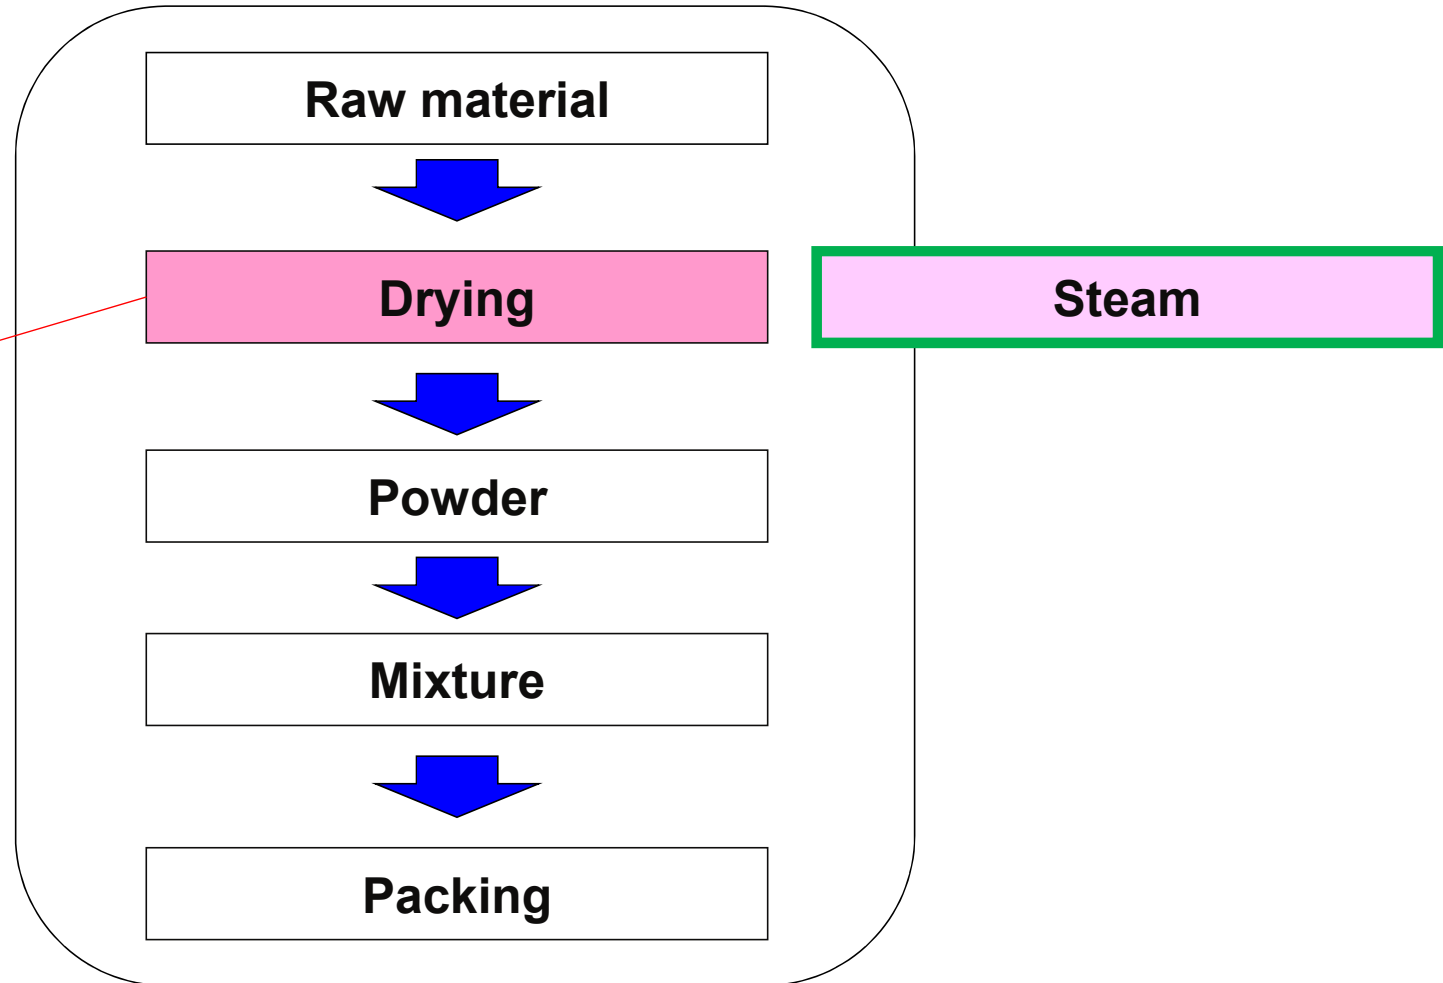 Raw material
Drying
Steam
Powder
Mixture
Packing